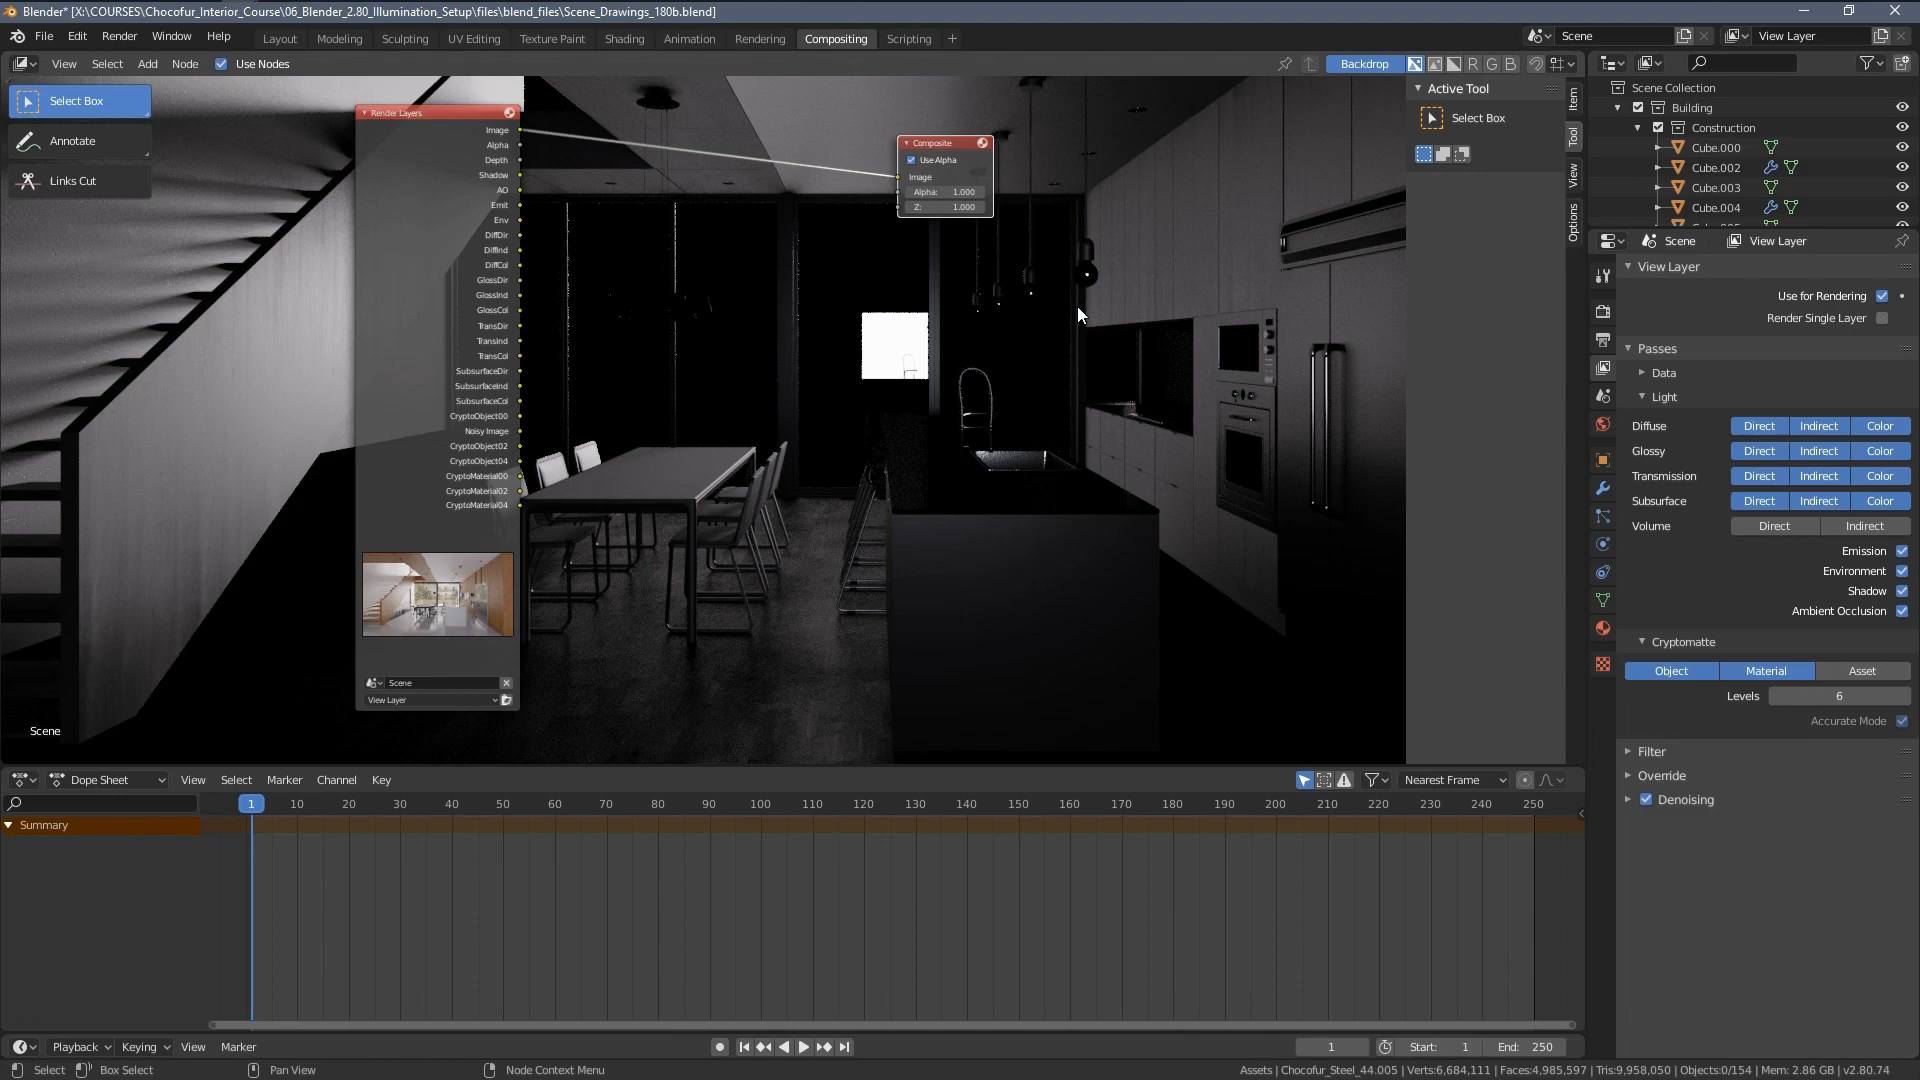 Blender* [X:\COURSES\Chocofur_Interior_Course\06_Blender_2.80_Illumination_Setup\files\blend_files\Scene_Drawings_180b.blend]
File Edit Render Window Help Layout Modeling Sculpting UV Editing Texture Paint Shading Animation Rendering Compositing Scripting + Scene View Layer
View Select Add Node Use Nodes Backdrop R G B
Select Box
Annotate
Links Cut
Render Layers
Image
Alpha
Depth
Shadow
AO
Emit
Env
DiffDir
DiffInd
DiffCol
GlossDir
GlossInd
GlossCol
TransDir
TransInd
TransCol
SubsurfaceDir
SubsurfaceInd
SubsurfaceCol
CryptoObject00
Noisy Image
CryptoObject02
CryptoObject04
CryptoMaterial00
CryptoMaterial02
CryptoMaterial04
Scene
View Layer
Scene
Composite
Use Alpha
Image
Alpha: 1.000
Z: 1.000
Active Tool
Select Box
Item
Tool
View
Options
Scene Collection
Building
Construction
Cube.000
Cube.002
Cube.003
Cube.004
Scene View Layer
View Layer
Use for Rendering
Render Single Layer
Passes
Data
Light
Diffuse Direct Indirect Color
Glossy Direct Indirect Color
Transmission Direct Indirect Color
Subsurface Direct Indirect Color
Volume Direct Indirect
Emission
Environment
Shadow
Ambient Occlusion
Cryptomatte
Object Material Asset
Levels 6
Accurate Mode
Filter
Override
Denoising
Dope Sheet View Select Marker Channel Key Nearest Frame
1 10 20 30 40 50 60 70 80 90 100 110 120 130 140 150 160 170 180 190 200 210 220 230 240 250
Summary
Playback Keying View Marker 1 Start: 1 End: 250
Select Box Select Pan View Node Context Menu Assets | Chocofur_Steel_44.005 | Verts:6,684,111 | Faces:4,985,597 | Tris:9,958,050 | Objects:0/154 | Mem: 2.86 GB | v2.80.74